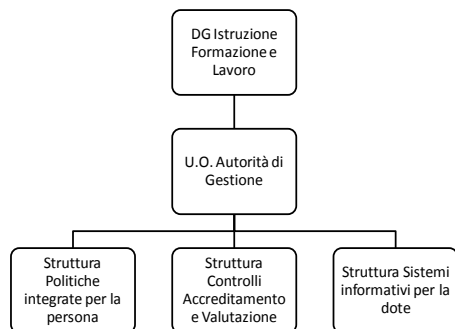 DG Istruzione
Formazione e
Lavoro
U.O. Autorità di
Gestione
Struttura
Politiche
integrate per la
persona
Struttura
Controlli
Accreditamento
e Valutazione
Struttura Sistemi
informativi per la
dote